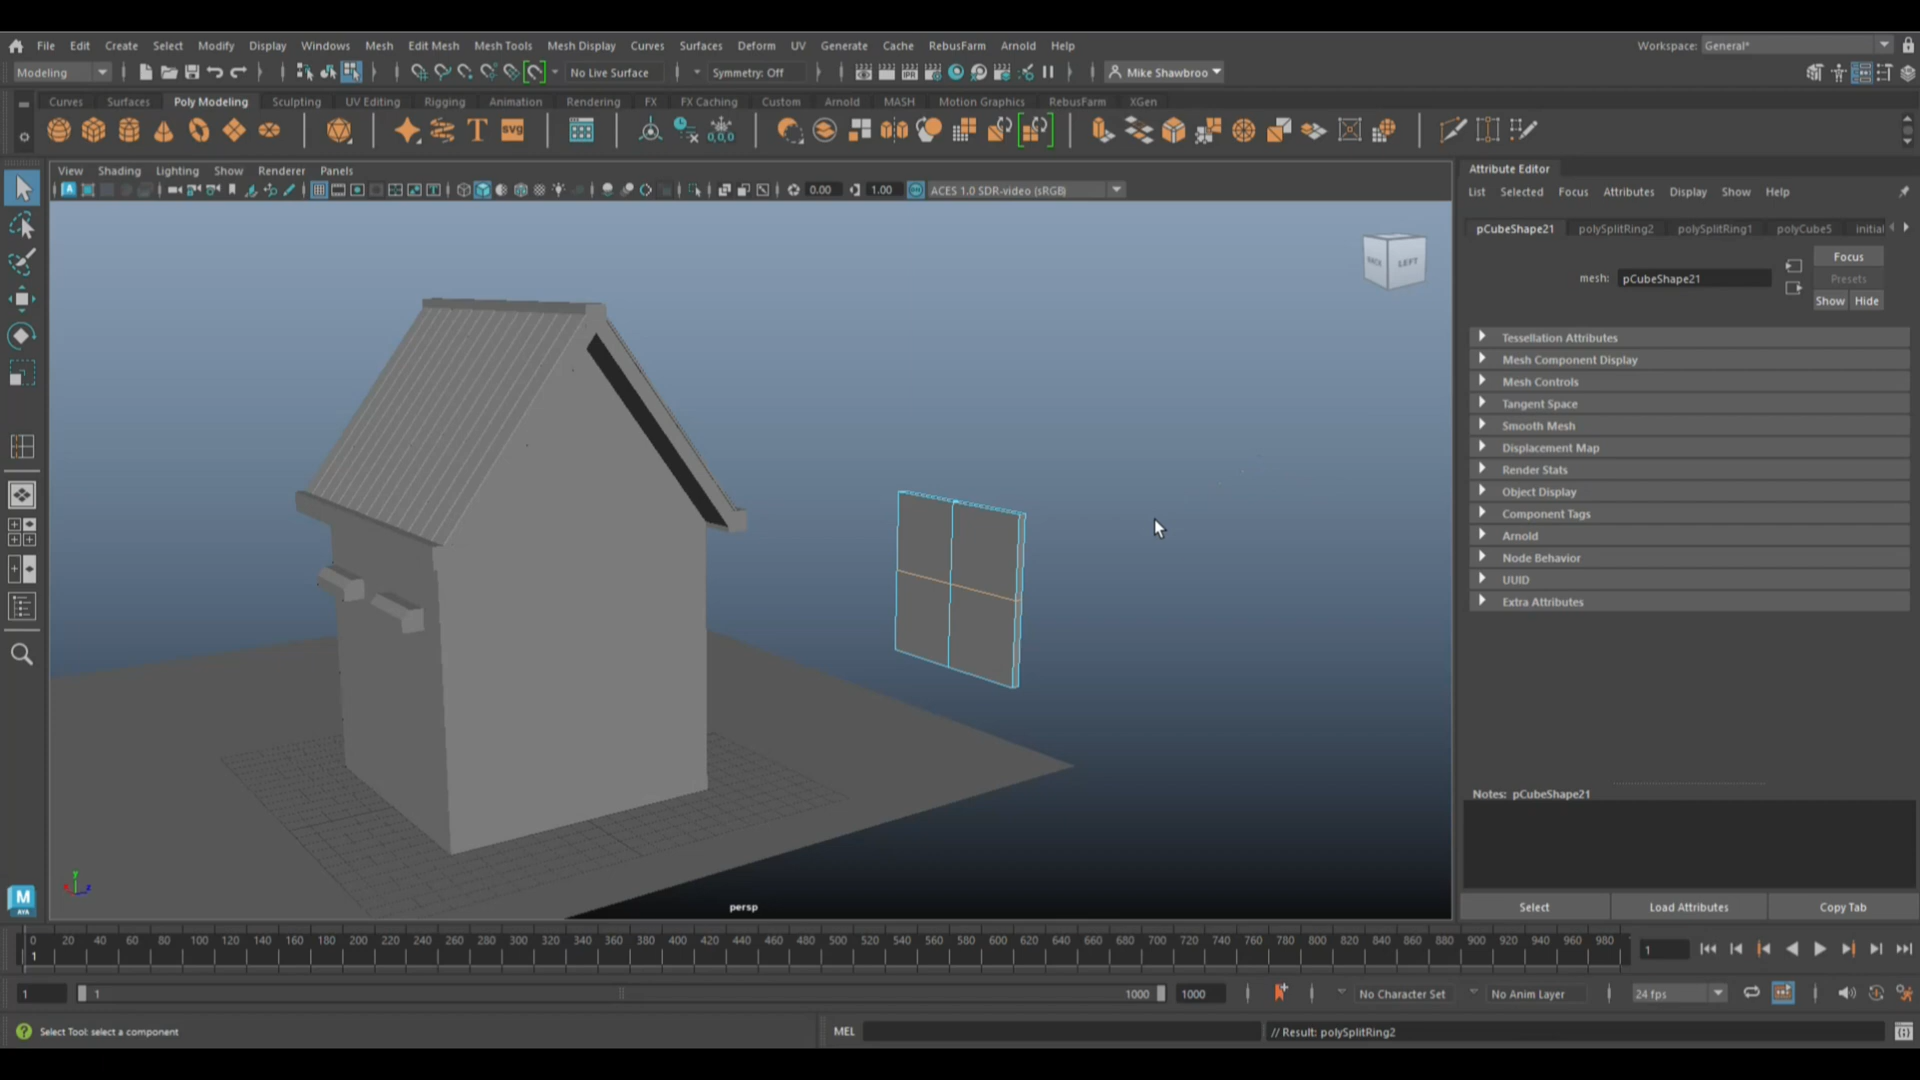 File Edit Create Select Modify Display Windows Mesh Edit Mesh Mesh Tools Mesh Display Curves Surfaces Deform UV Generate Cache RebusFarm Arnold Help Workspace: General*
Modeling No Live Surface Symmetry: Off Mike Shawbroo
Curves Surfaces Poly Modeling Sculpting UV Editing Rigging Animation Rendering FX FX Caching Custom Arnold MASH Motion Graphics RebusFarm XGen
T SVG 0,0,0
View Shading Lighting Show Renderer Panels
0.00 1.00 ACES 1.0 SDR-video (sRGB)
BACK LEFT
persp
Attribute Editor
List Selected Focus Attributes Display Show Help
pCubeShape21 polySplitRing2 polySplitRing1 polyCube5 initial
Focus
mesh: pCubeShape21
Presets
Show Hide
Tessellation Attributes
Mesh Component Display
Mesh Controls
Tangent Space
Smooth Mesh
Displacement Map
Render Stats
Object Display
Component Tags
Arnold
Node Behavior
UUID
Extra Attributes
Notes: pCubeShape21
Select Load Attributes Copy Tab
0 20 40 60 80 100 120 140 160 180 200 220 240 260 280 300 320 340 360 380 400 420 440 460 480 500 520 540 560 580 600 620 640 660 680 700 720 740 760 780 800 820 840 860 880 900 920 940 960 980
1 1
1 1 1000 1000 No Character Set No Anim Layer 24 fps
Select Tool: select a component MEL // Result: polySplitRing2